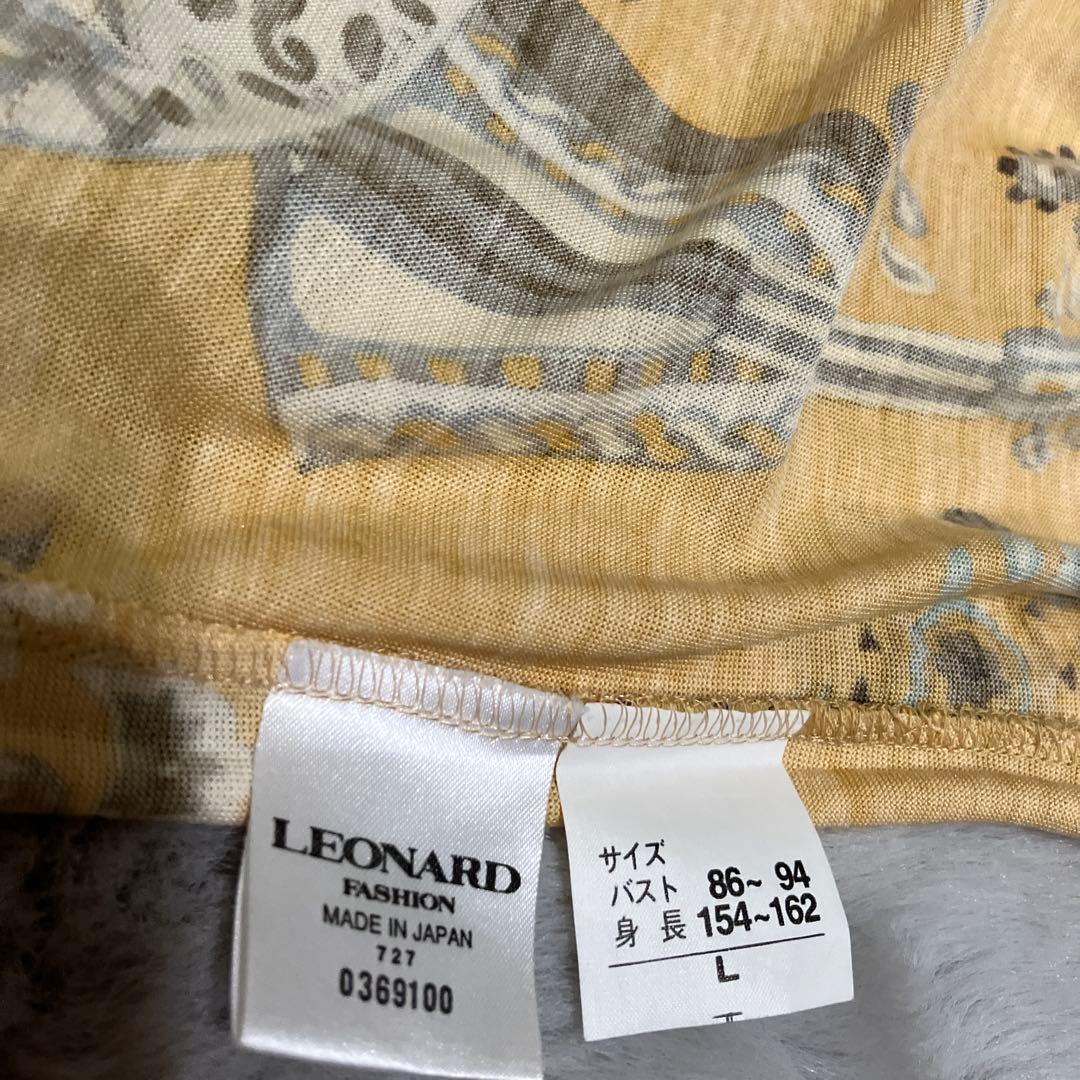 LEONARD
FASHION
MADE IN JAPAN
727
0369100
サイズ
バスト 86~ 94
身 長 154~162
L